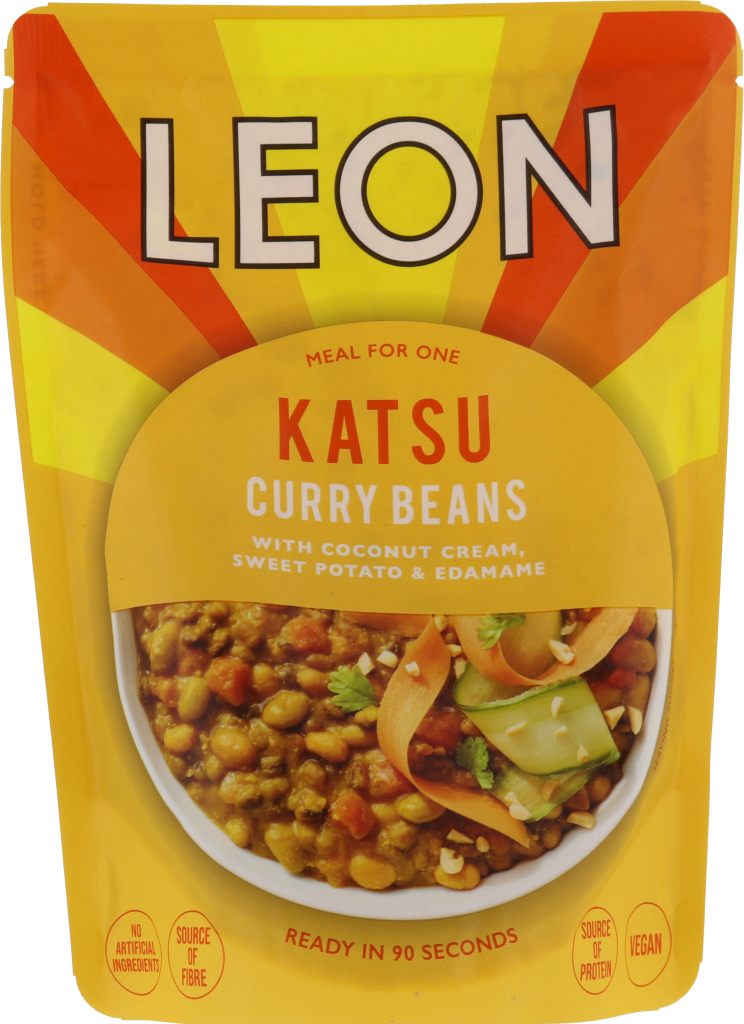 LEON
MEAL FOR ONE
KATSU
CURRY BEANS
WITH COCONUT CREAM,
SWEET POTATO & EDAMAME
NO
ARTIFICIAL
INGREDIENTS
SOURCE
OF
FIBRE
READY IN 90 SECONDS
SOURCE
OF
PROTEIN
VEGAN